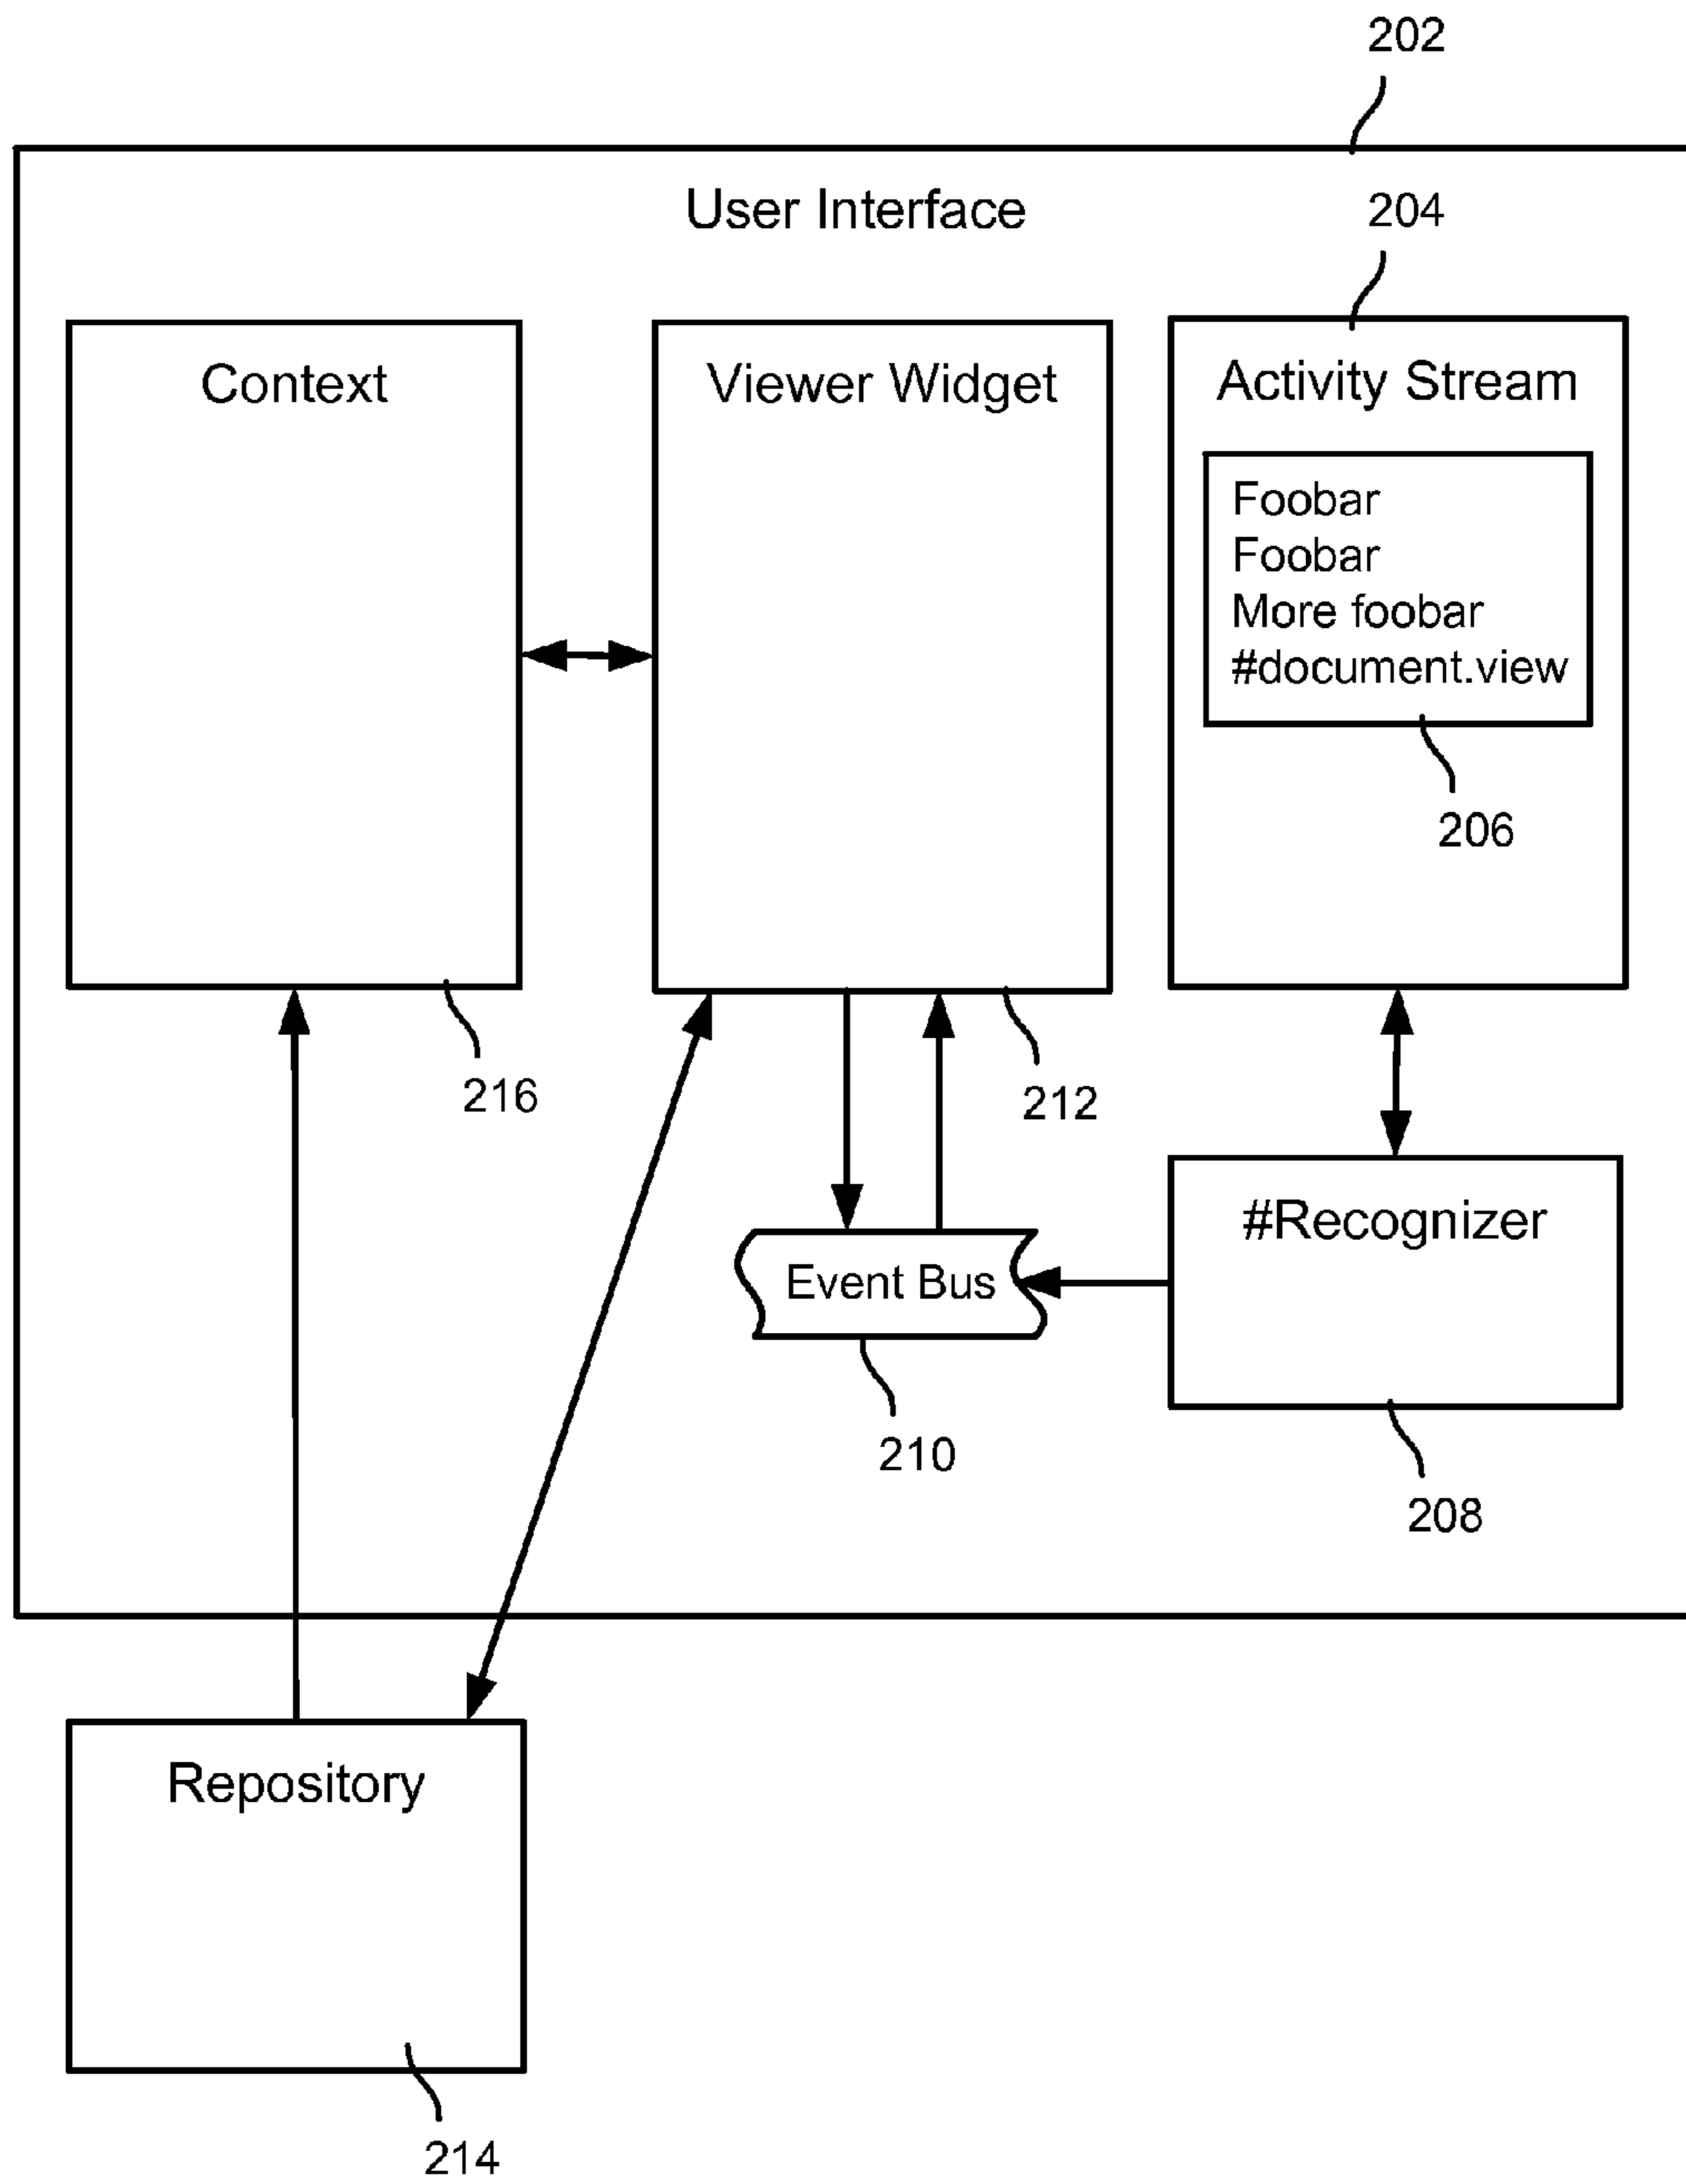 202
User Interface
204
Context
Viewer Widget
Activity Stream
Foobar
Foobar
More foobar
#document.view
206
216
212
#Recognizer
Event Bus
210
208
Repository
214